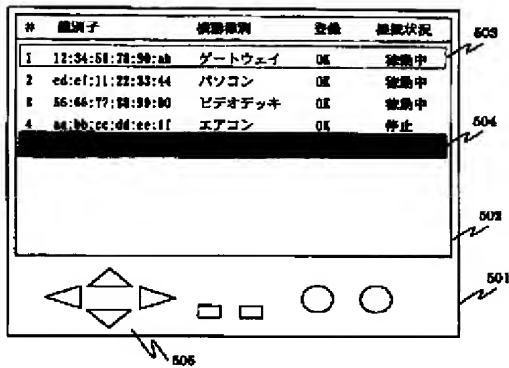 # 識別子 機器種別 登録 接続状況
1 12:34:56:78:90:ab ゲートウェイ OK 稼動中
2 cd:ef:11:22:33:44 パソコン OK 稼動中
3 55:66:77:88:99:00 ビデオデッキ OK 稼動中
4 aa:bb:cc:dd:ee:ff エアコン OK 停止
503
504
502
501
505